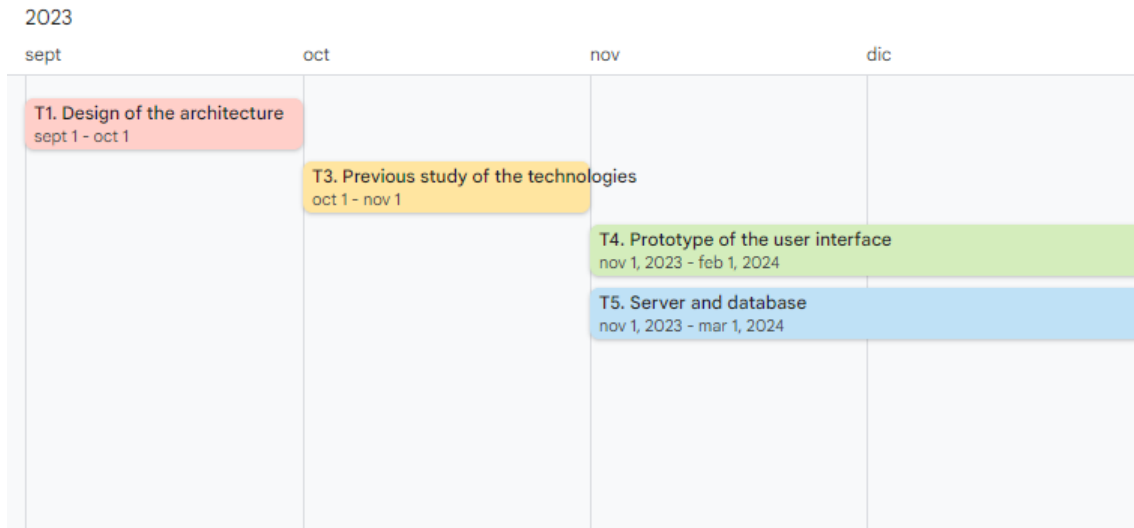 2023
sept oct nov dic
T1. Design of the architecture
sept 1 - oct 1
T3. Previous study of the technologies
oct 1 - nov 1
T4. Prototype of the user interface
nov 1, 2023 - feb 1, 2024
T5. Server and database
nov 1, 2023 - mar 1, 2024